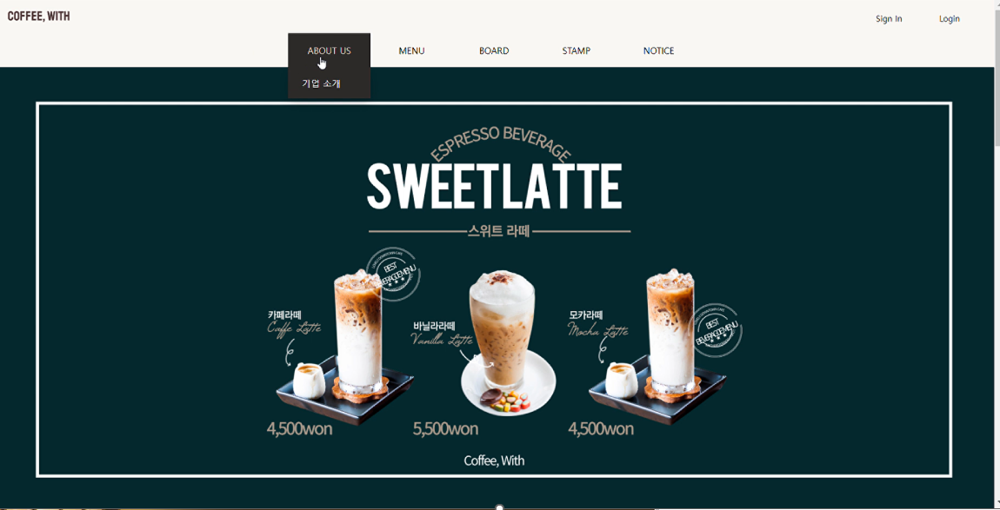 COFFEE, WITH
Sign In
Login
ABOUT US
MENU
BOARD
STAMP
NOTICE
기업 소개
ESPRESSO BEVERAGE
SWEETLATTE
스위트 라떼
BEST
BEVERAGEMENU
카페라떼
Caffe Latte
바닐라라떼
Vanilla Latte
모카라떼
Mocha Latte
BEST
BEVERAGEMENU
4,500won
5,500won
4,500won
Coffee, With